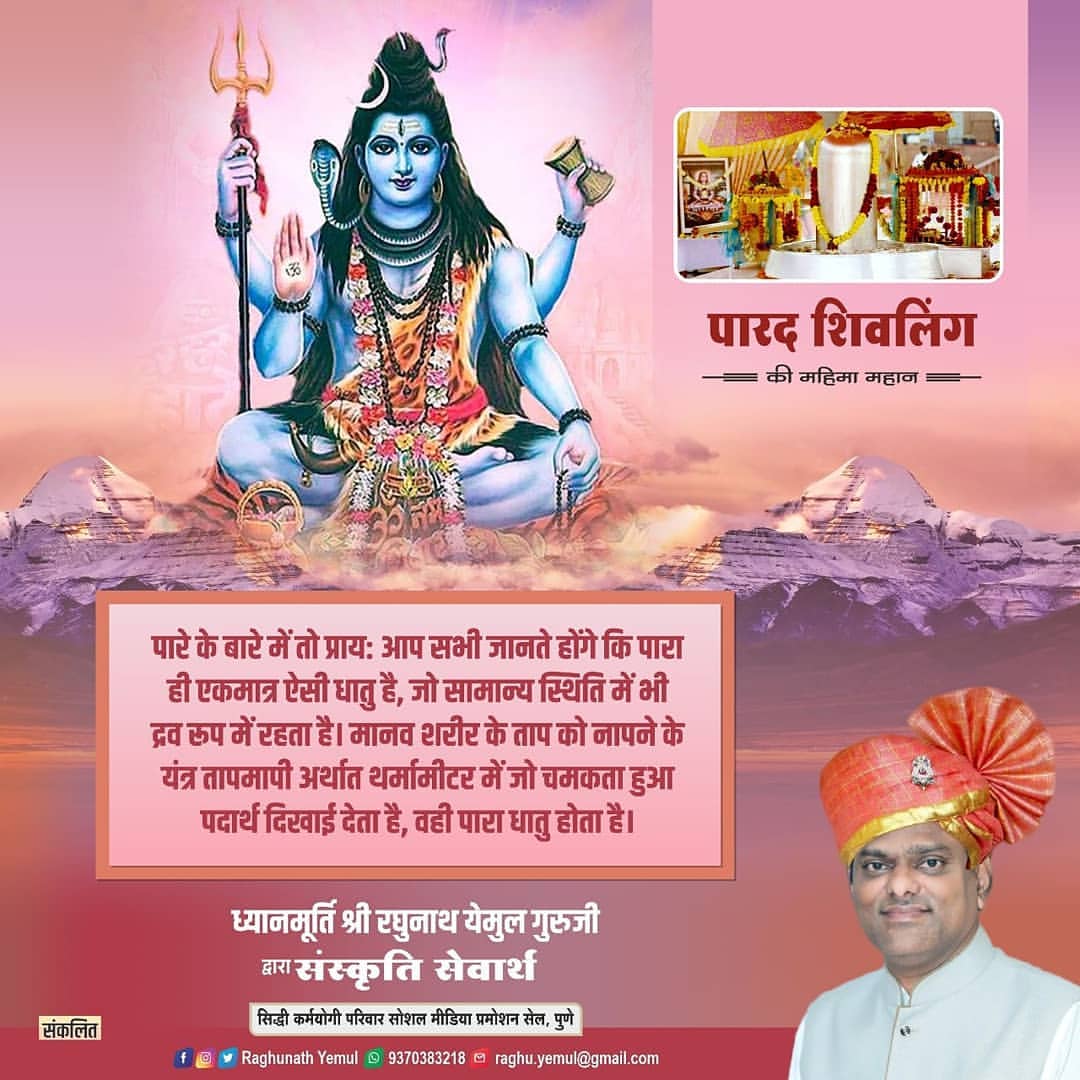 पारद शिवलिंग
की महिमा महान
ॐ
पारे के बारे में तो प्राय: आप सभी जानते होंगे कि पारा
ही एकमात्र ऐसी धातु है, जो सामान्य स्थिति में भी
द्रव रूप में रहता है। मानव शरीर के ताप को नापने के
यंत्र तापमापी अर्थात थर्मामीटर में जो चमकता हुआ
पदार्थ दिखाई देता है, वही पारा धातु होता है।
ध्यानमूर्ति श्री रघुनाथ येमुल गुरुजी
द्वारा संस्कृति सेवार्थ
सिद्धी कर्मयोगी परिवार सोशल मीडिया प्रमोशन सेल, पुणे
संकलित
Raghunath Yemul 9370383218 raghu.yemul@gmail.com